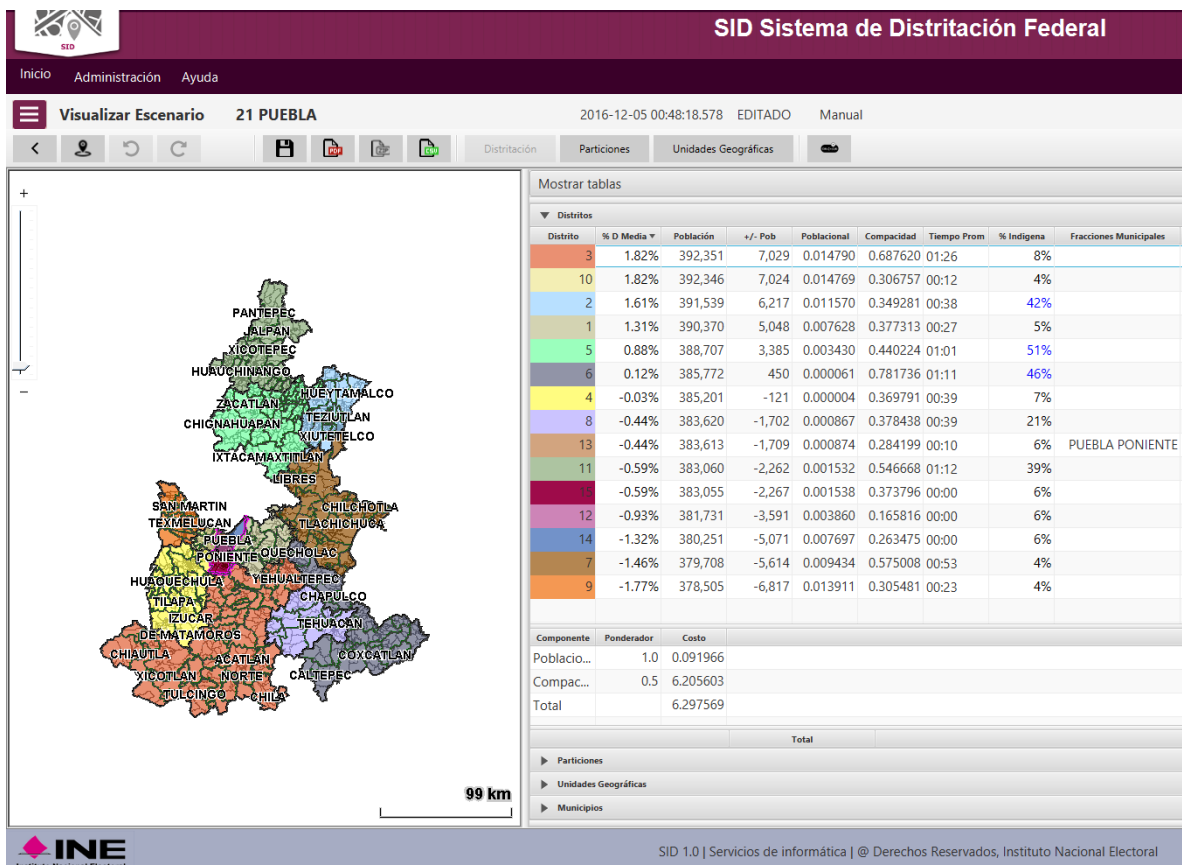 SID
SID Sistema de Distritación Federal
Inicio Administración Ayuda
Visualizar Escenario 21 PUEBLA 2016-12-05 00:48:18.578 EDITADO Manual
PDF CSV Distritación Particiones Unidades Geográficas
+
−
PANTEPEC
JALPAN
XICOTEPEC
HUAUCHINANGO
HUEYTAMALCO
ZACATLAN
TEZIUTLAN
CHIGNAHUAPAN
XIUTETELCO
IXTACAMAXTITLAN
LIBRES
SAN MARTIN
TEXMELUCAN
CHILCHOTLA
TLACHICHUCA
PUEBLA
PONIENTE
QUECHOLAC
HUAQUECHULA
YEHUALTEPEC
TILAPA
CHAPULCO
IZUCAR
DE MATAMOROS
TEHUACAN
CHIAUTLA
ACATLAN
COXCATLAN
XICOTLAN
NORTE
CALTEPEC
TULCINGO
CHILA
99 km
Mostrar tablas
Distritos
Distrito % D Media Población +/- Pob Poblacional Compacidad Tiempo Prom % Indigena Fracciones Municipales
3 1.82% 392,351 7,029 0.014790 0.687620 01:26 8%
10 1.82% 392,346 7,024 0.014769 0.306757 00:12 4%
2 1.61% 391,539 6,217 0.011570 0.349281 00:38 42%
1 1.31% 390,370 5,048 0.007628 0.377313 00:27 5%
5 0.88% 388,707 3,385 0.003430 0.440224 01:01 51%
6 0.12% 385,772 450 0.000061 0.781736 01:11 46%
4 -0.03% 385,201 -121 0.000004 0.369791 00:39 7%
8 -0.44% 383,620 -1,702 0.000867 0.378438 00:39 21%
13 -0.44% 383,613 -1,709 0.000874 0.284199 00:10 6% PUEBLA PONIENTE
11 -0.59% 383,060 -2,262 0.001532 0.546668 01:12 39%
15 -0.59% 383,055 -2,267 0.001538 0.373796 00:00 6%
12 -0.93% 381,731 -3,591 0.003860 0.165816 00:00 6%
14 -1.32% 380,251 -5,071 0.007697 0.263475 00:00 6%
7 -1.46% 379,708 -5,614 0.009434 0.575008 00:53 4%
9 -1.77% 378,505 -6,817 0.013911 0.305481 00:23 4%
Componente Ponderador Costo
Poblacio... 1.0 0.091966
Compac... 0.5 6.205603
Total 6.297569
Total
Particiones
Unidades Geográficas
Municipios
INE
Instituto Nacional Electoral
SID 1.0 | Servicios de informática | @ Derechos Reservados, Instituto Nacional Electoral